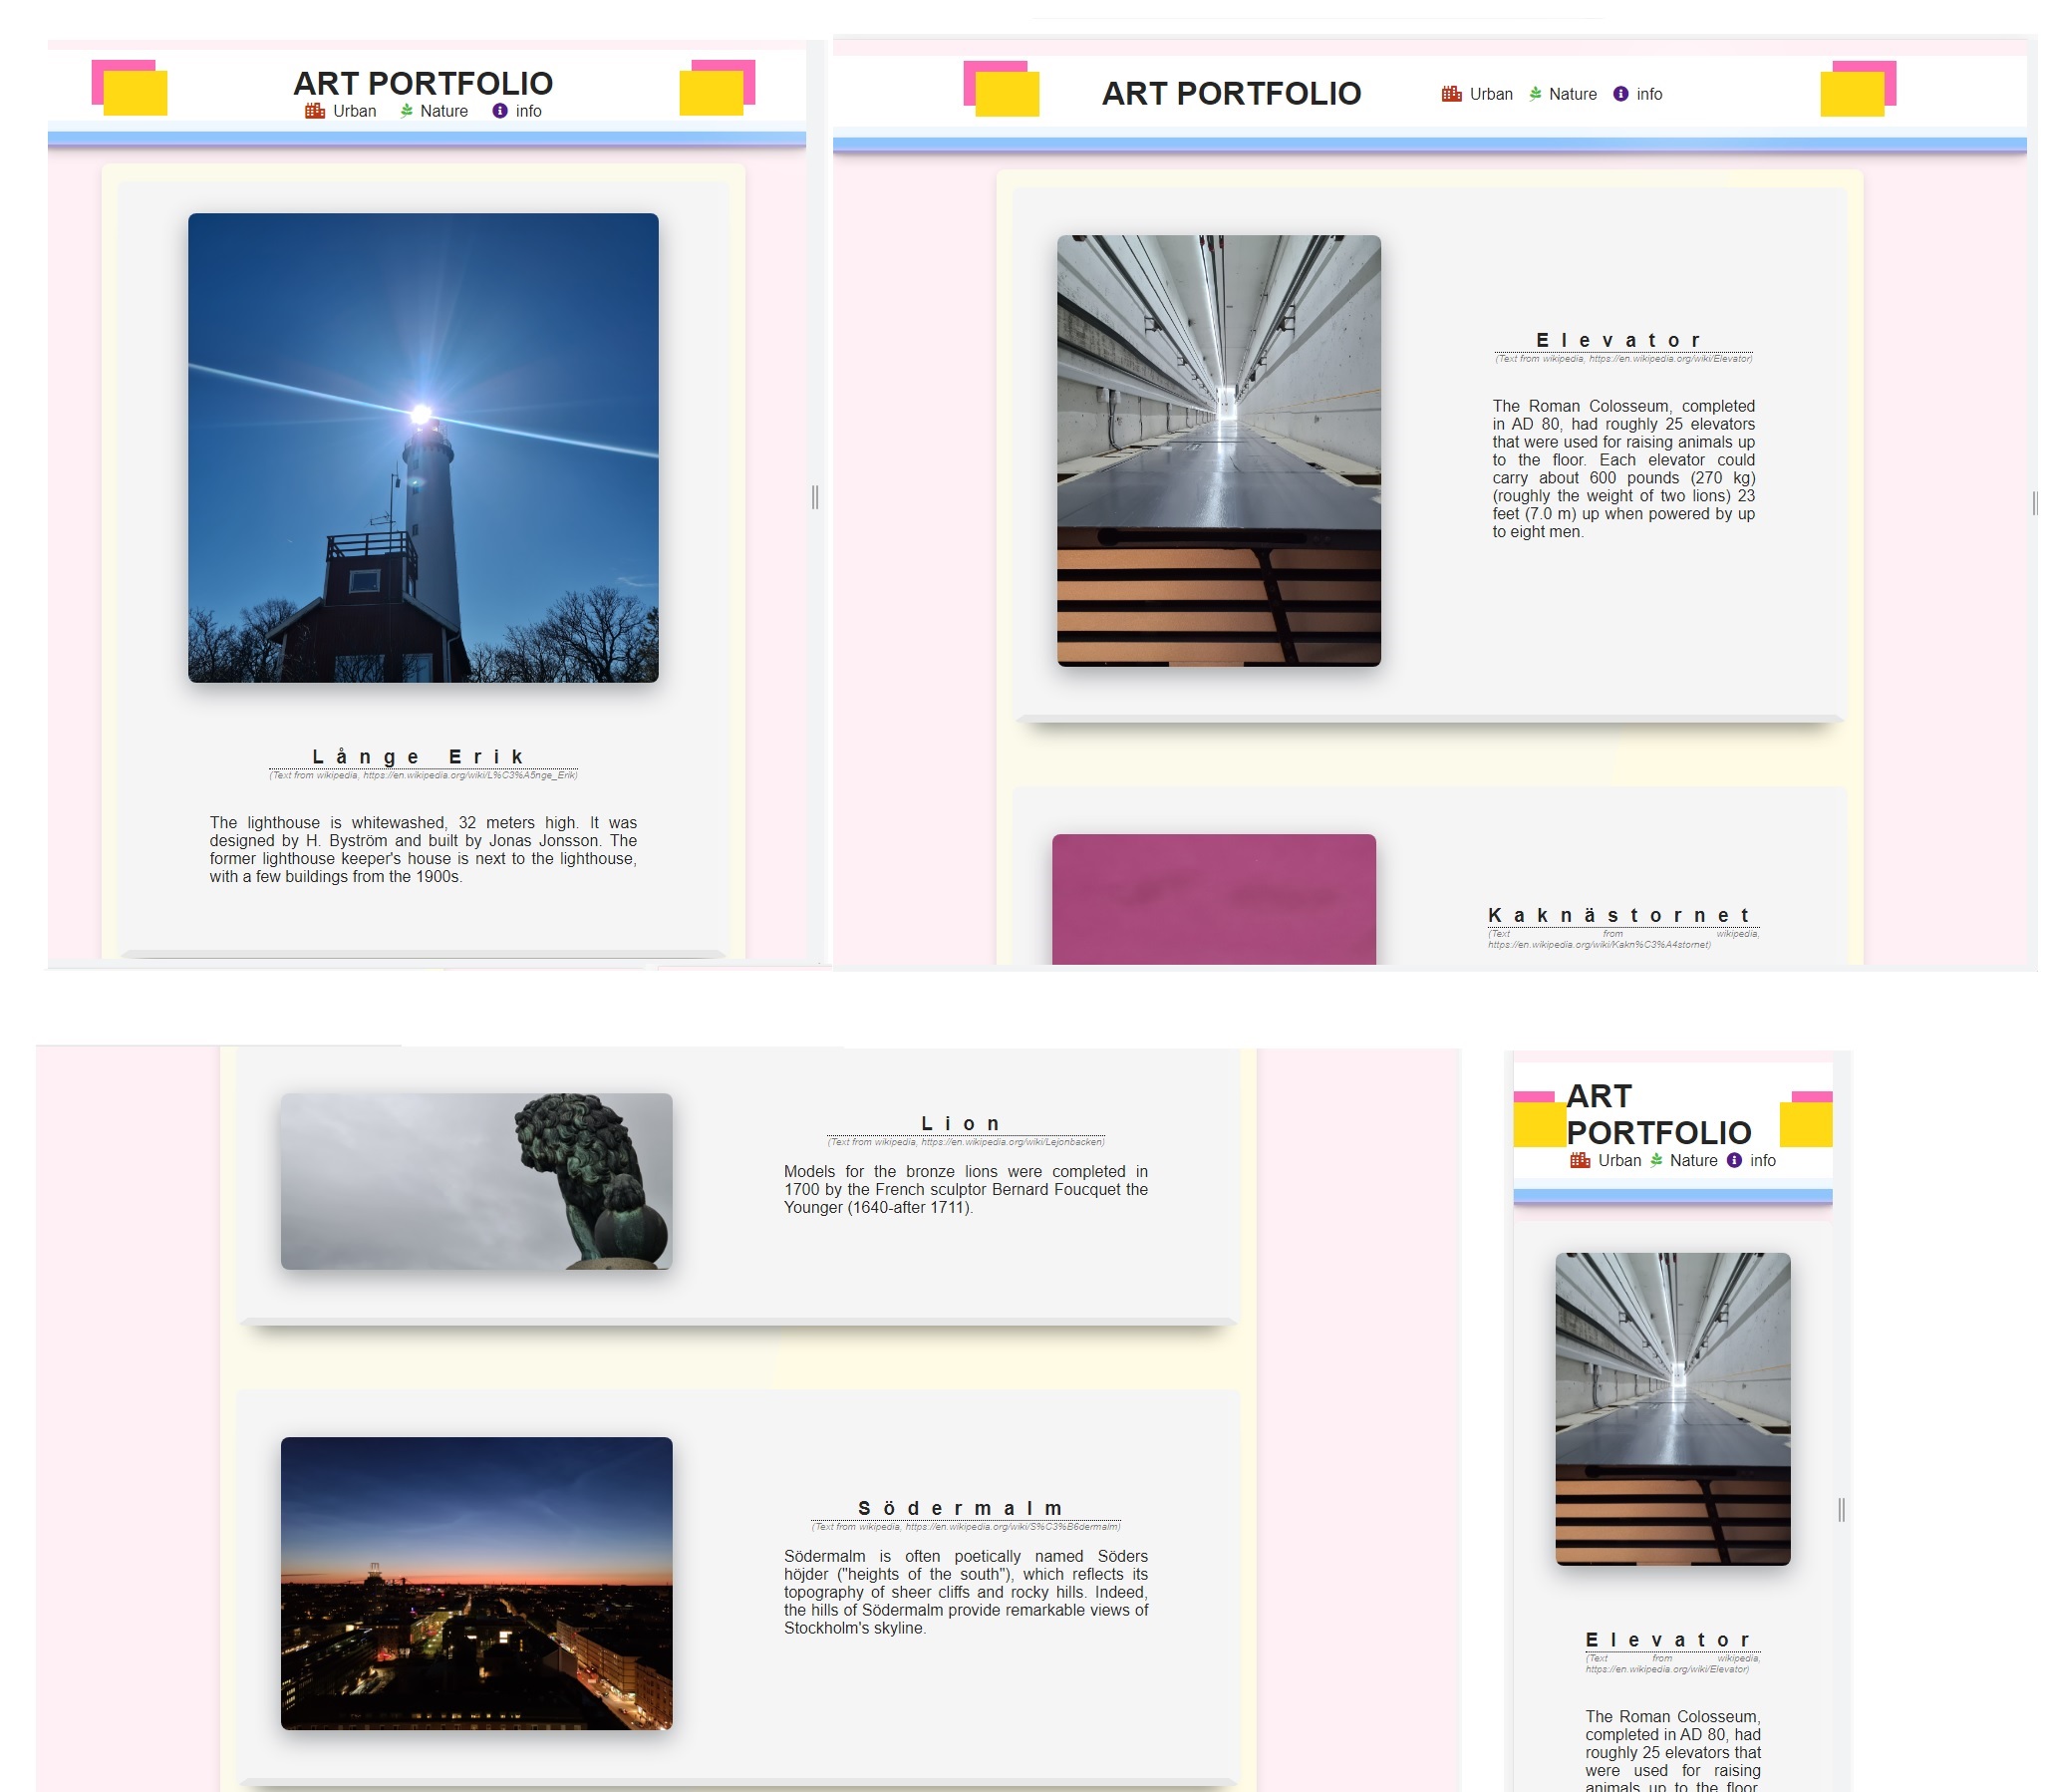 ART PORTFOLIO
Urban Nature info
Långe Erik
(Text from wikipedia, https://en.wikipedia.org/wiki/L%C3%A5nge_Erik)
The lighthouse is whitewashed, 32 meters high. It was
designed by H. Byström and built by Jonas Jonsson. The
former lighthouse keeper's house is next to the lighthouse,
with a few buildings from the 1900s.
ART PORTFOLIO
Urban Nature info
Elevator
(Text from wikipedia, https://en.wikipedia.org/wiki/Elevator)
The Roman Colosseum, completed
in AD 80, had roughly 25 elevators
that were used for raising animals up
to the floor. Each elevator could
carry about 600 pounds (270 kg)
(roughly the weight of two lions) 23
feet (7.0 m) up when powered by up
to eight men.
Kaknästornet
(Text from wikipedia,
https://en.wikipedia.org/wiki/Kakn%C3%A4stornet)
Lion
(Text from wikipedia, https://en.wikipedia.org/wiki/Lejonbacken)
Models for the bronze lions were completed in
1700 by the French sculptor Bernard Foucquet the
Younger (1640-after 1711).
Södermalm
(Text from wikipedia, https://en.wikipedia.org/wiki/S%C3%B6dermalm)
Södermalm is often poetically named Söders
höjder ("heights of the south"), which reflects its
topography of sheer cliffs and rocky hills. Indeed,
the hills of Södermalm provide remarkable views of
Stockholm's skyline.
ART
PORTFOLIO
Urban Nature info
Elevator
(Text from wikipedia,
https://en.wikipedia.org/wiki/Elevator)
The Roman Colosseum,
completed in AD 80, had
roughly 25 elevators that
were used for raising
animals up to the floor.